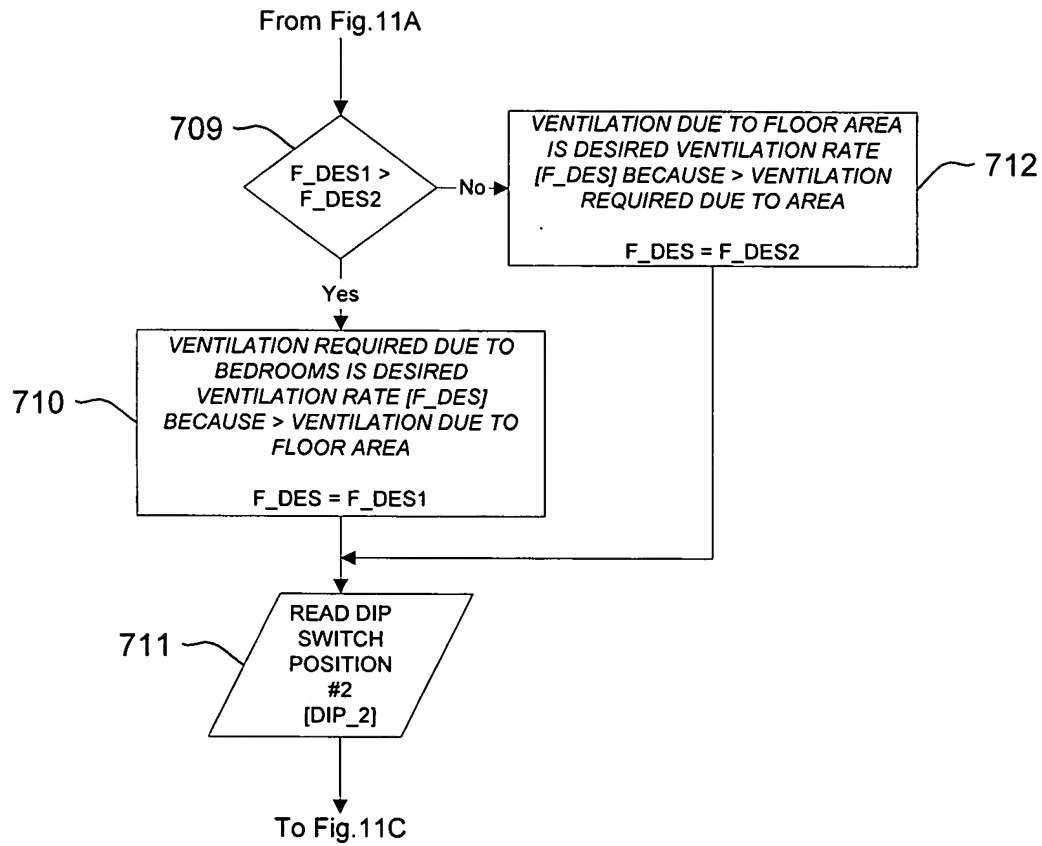 From Fig.11A
709
F_DES1 >
F_DES2
No
VENTILATION DUE TO FLOOR AREA
IS DESIRED VENTILATION RATE
[F_DES] BECAUSE > VENTILATION
REQUIRED DUE TO AREA
F_DES = F_DES2
712
Yes
710
VENTILATION REQUIRED DUE TO
BEDROOMS IS DESIRED
VENTILATION RATE [F_DES]
BECAUSE > VENTILATION DUE TO
FLOOR AREA
F_DES = F_DES1
711
READ DIP
SWITCH
POSITION
#2
[DIP_2]
To Fig.11C